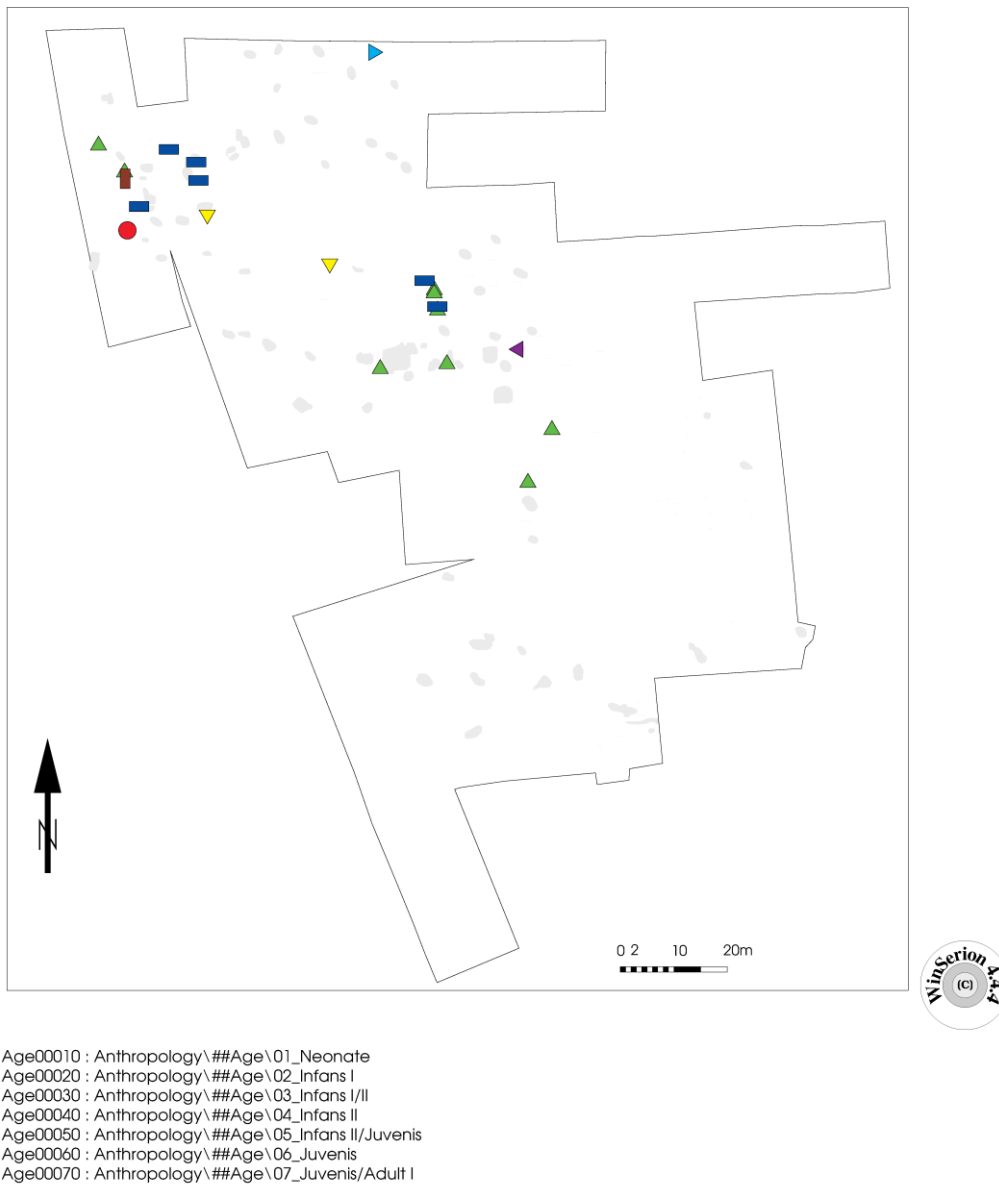 N
0 2 10 20m
WinSerion 4.4.4
(C)
Age00010 : Anthropology\##Age\01_Neonate
Age00020 : Anthropology\##Age\02_Infans I
Age00030 : Anthropology\##Age\03_Infans I/II
Age00040 : Anthropology\##Age\04_Infans II
Age00050 : Anthropology\##Age\05_Infans II/Juvenis
Age00060 : Anthropology\##Age\06_Juvenis
Age00070 : Anthropology\##Age\07_Juvenis/Adult I